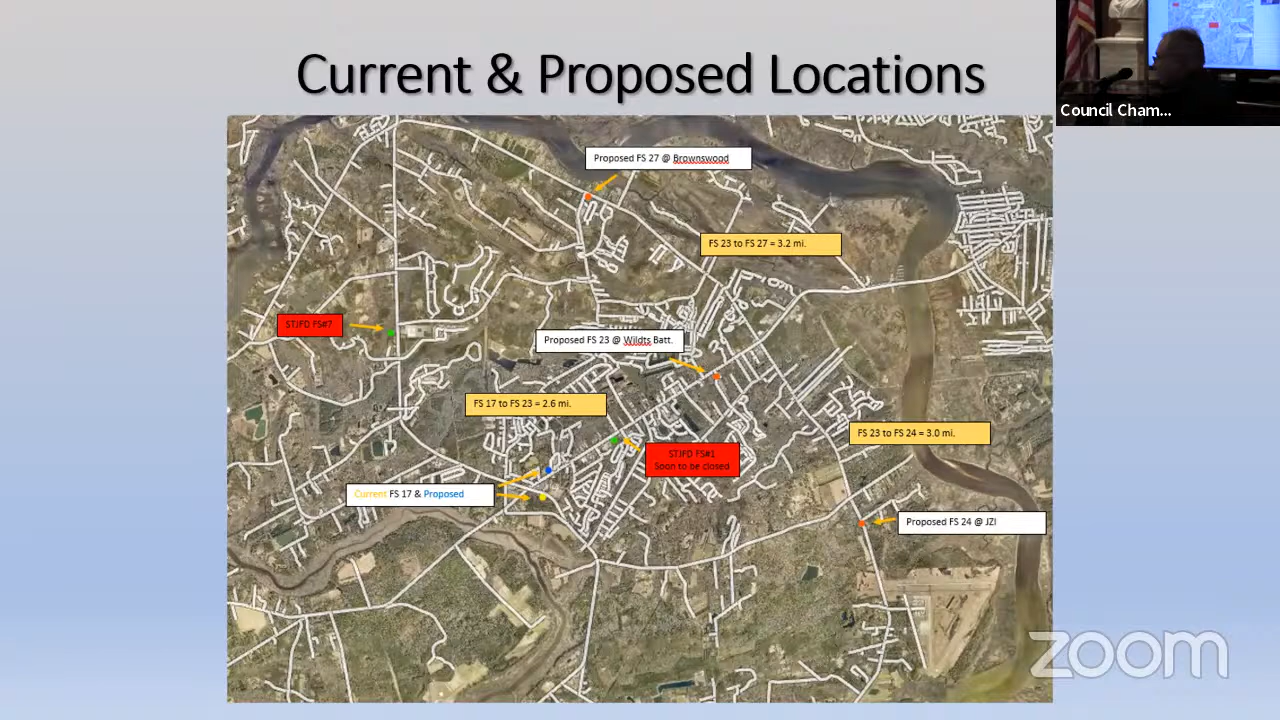 Current & Proposed Locations
Council Cham...
Proposed FS 27 @ Brownswood
FS 23 to FS 27 = 3.2 mi.
STJFD FS#7
Proposed FS 23 @ Wildts Batt.
FS 17 to FS 23 = 2.6 mi.
FS 23 to FS 24 = 3.0 mi.
STJFD FS#1
Soon to be closed
Current FS 17 & Proposed
Proposed FS 24 @ JZI
zoom